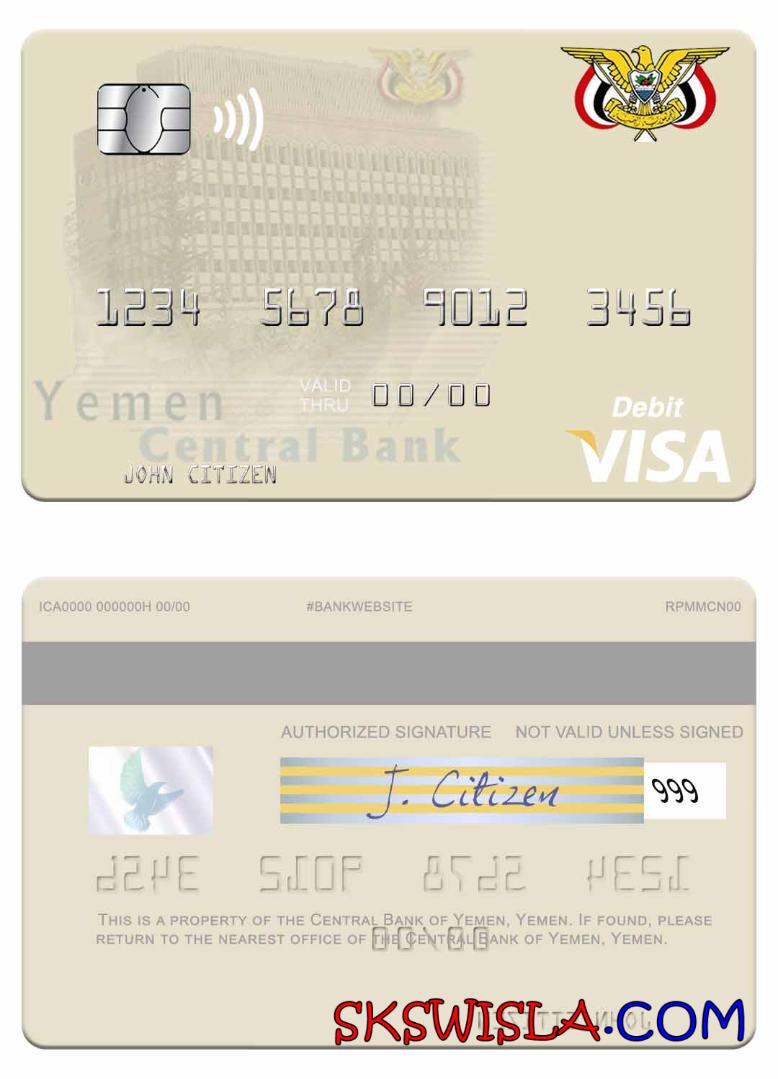 1234 5678 9012 3456
VALID THRU 00/00
Yemen
Central Bank
JOHN CITIZEN
Debit
VISA
ICA0000 000000H 00/00 #BANKWEBSITE RPMMCN00
AUTHORIZED SIGNATURE NOT VALID UNLESS SIGNED
J. Citizen 999
THIS IS A PROPERTY OF THE CENTRAL BANK OF YEMEN, YEMEN. IF FOUND, PLEASE
RETURN TO THE NEAREST OFFICE OF THE CENTRAL BANK OF YEMEN, YEMEN.
SKSWISLA.COM